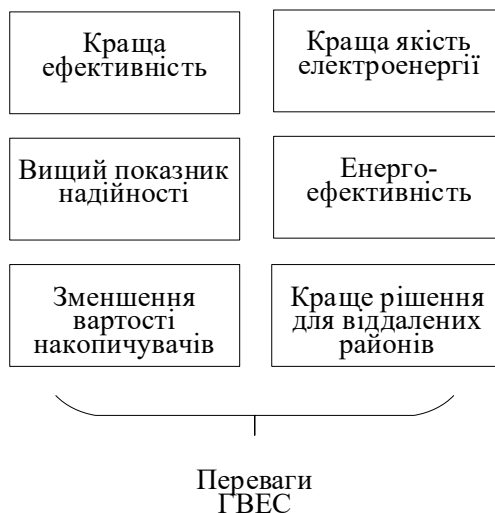 Краща
ефективність
Краща якість
електроенергії
Вищий показник
надійності
Енерго-
ефективність
Зменшення
вартості
накопичувачів
Краще рішення
для віддалених
районів
Переваги
ГВЕС